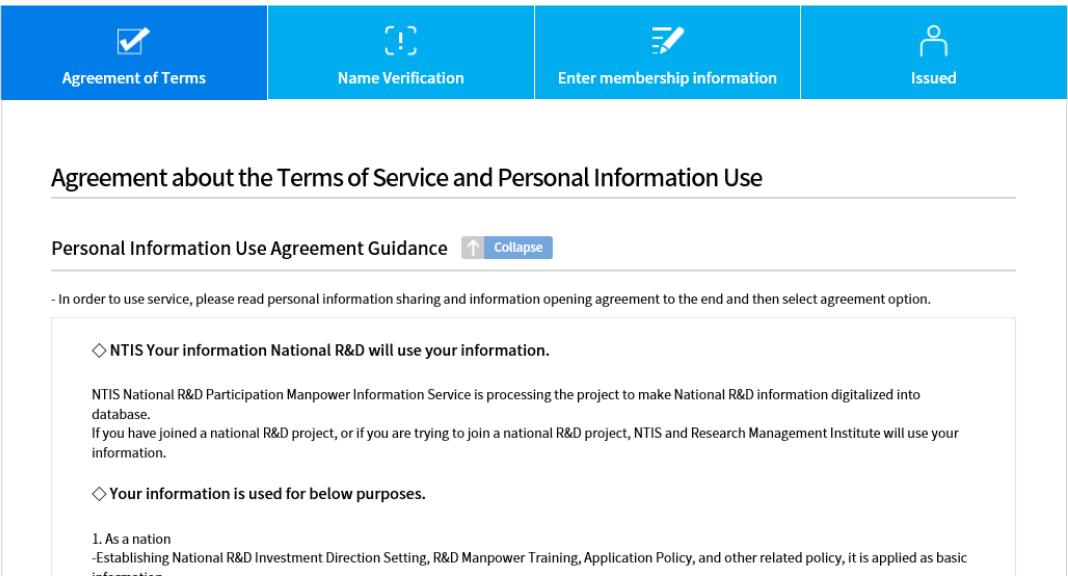 Agreement of Terms
Name Verification
Enter membership information
Issued
Agreement about the Terms of Service and Personal Information Use
Personal Information Use Agreement Guidance
Collapse
- In order to use service, please read personal information sharing and information opening agreement to the end and then select agreement option.
◇ NTIS Your information National R&D will use your information.
NTIS National R&D Participation Manpower Information Service is processing the project to make National R&D information digitalized into
database.
If you have joined a national R&D project, or if you are trying to join a national R&D project, NTIS and Research Management Institute will use your
information.
◇ Your information is used for below purposes.
1. As a nation
-Establishing National R&D Investment Direction Setting, R&D Manpower Training, Application Policy, and other related policy, it is applied as basic